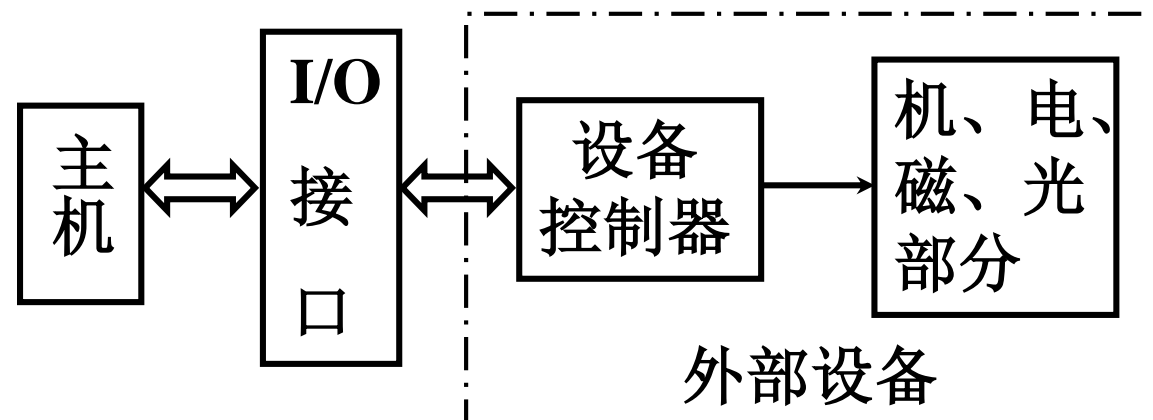 主
机
I/O
接
口
设备
控制器
机、电、
磁、光
部分
外部设备